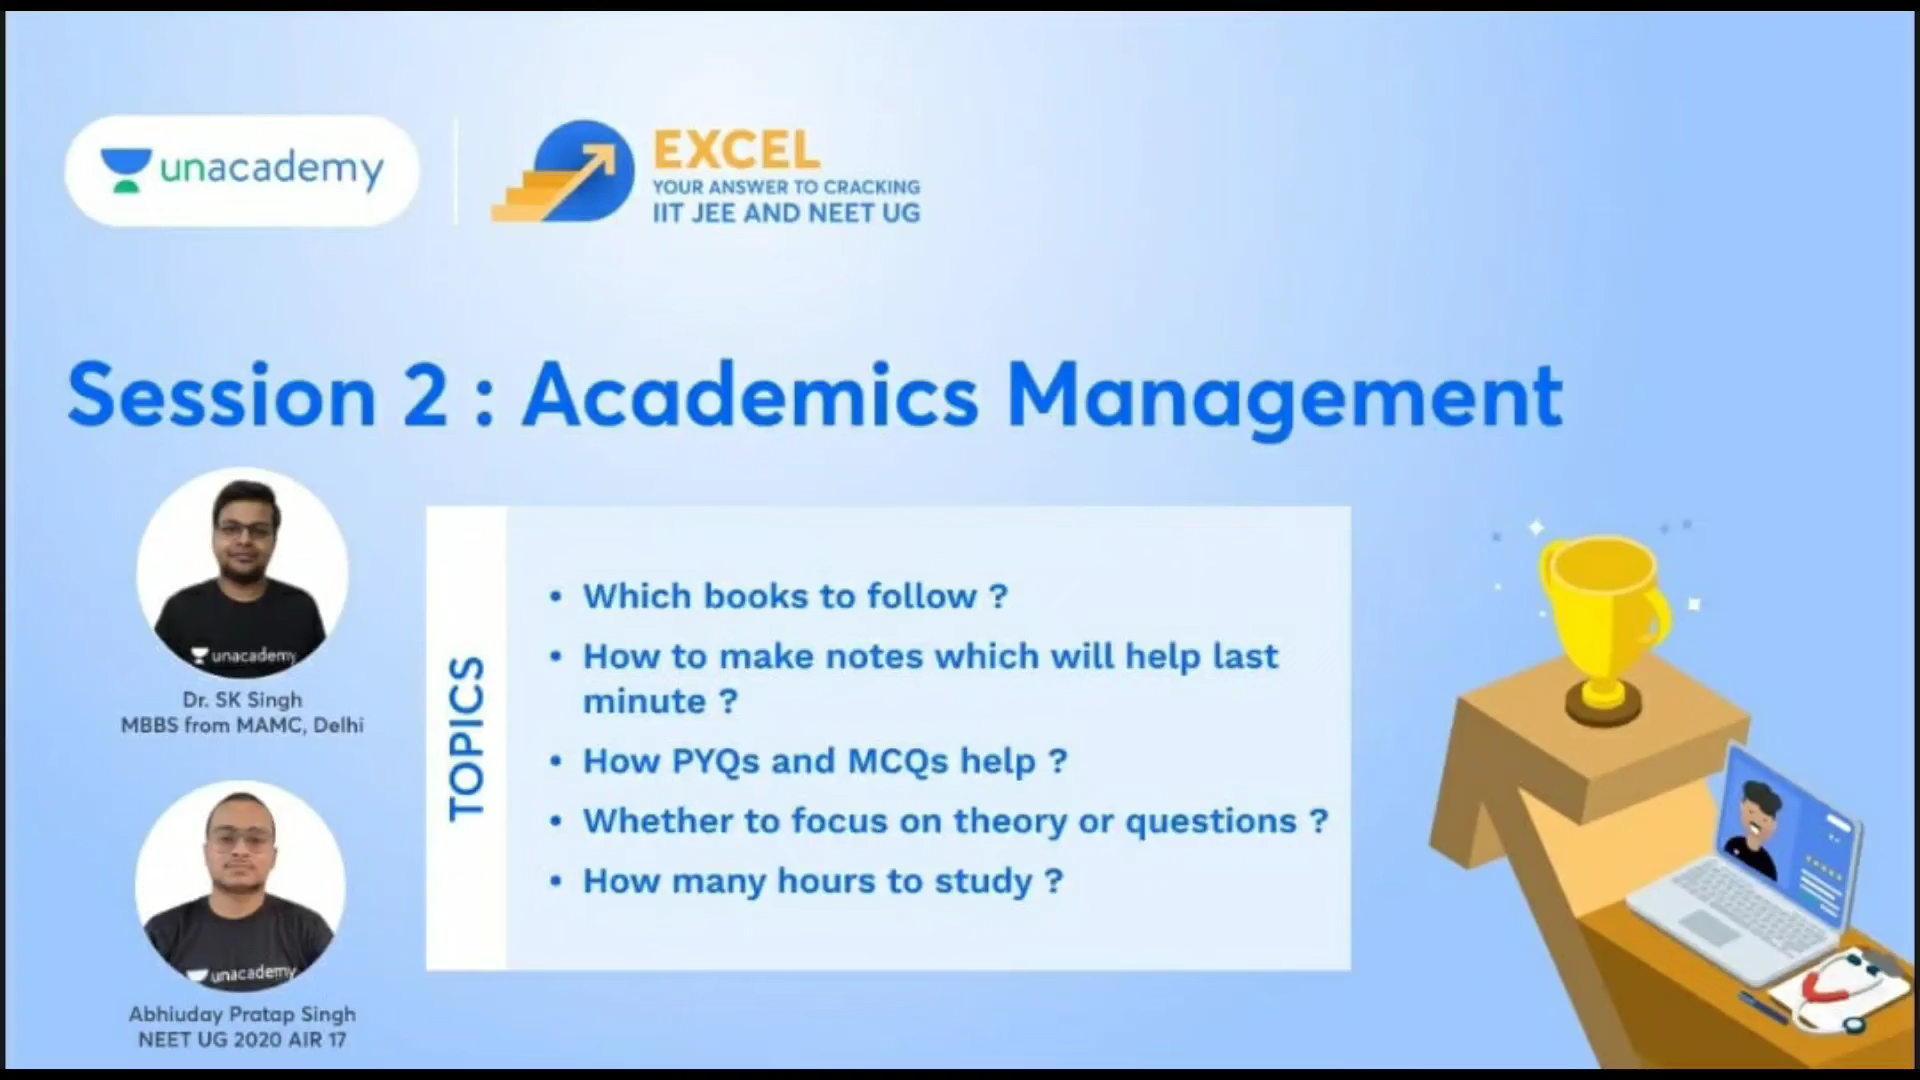 unacademy
EXCEL
YOUR ANSWER TO CRACKING
IIT JEE AND NEET UG
Session 2 : Academics Management
unacademy
Dr. SK Singh
MBBS from MAMC, Delhi
unacademy
Abhiuday Pratap Singh
NEET UG 2020 AIR 17
TOPICS
• Which books to follow ?
• How to make notes which will help last
minute ?
• How PYQs and MCQs help ?
• Whether to focus on theory or questions ?
• How many hours to study ?